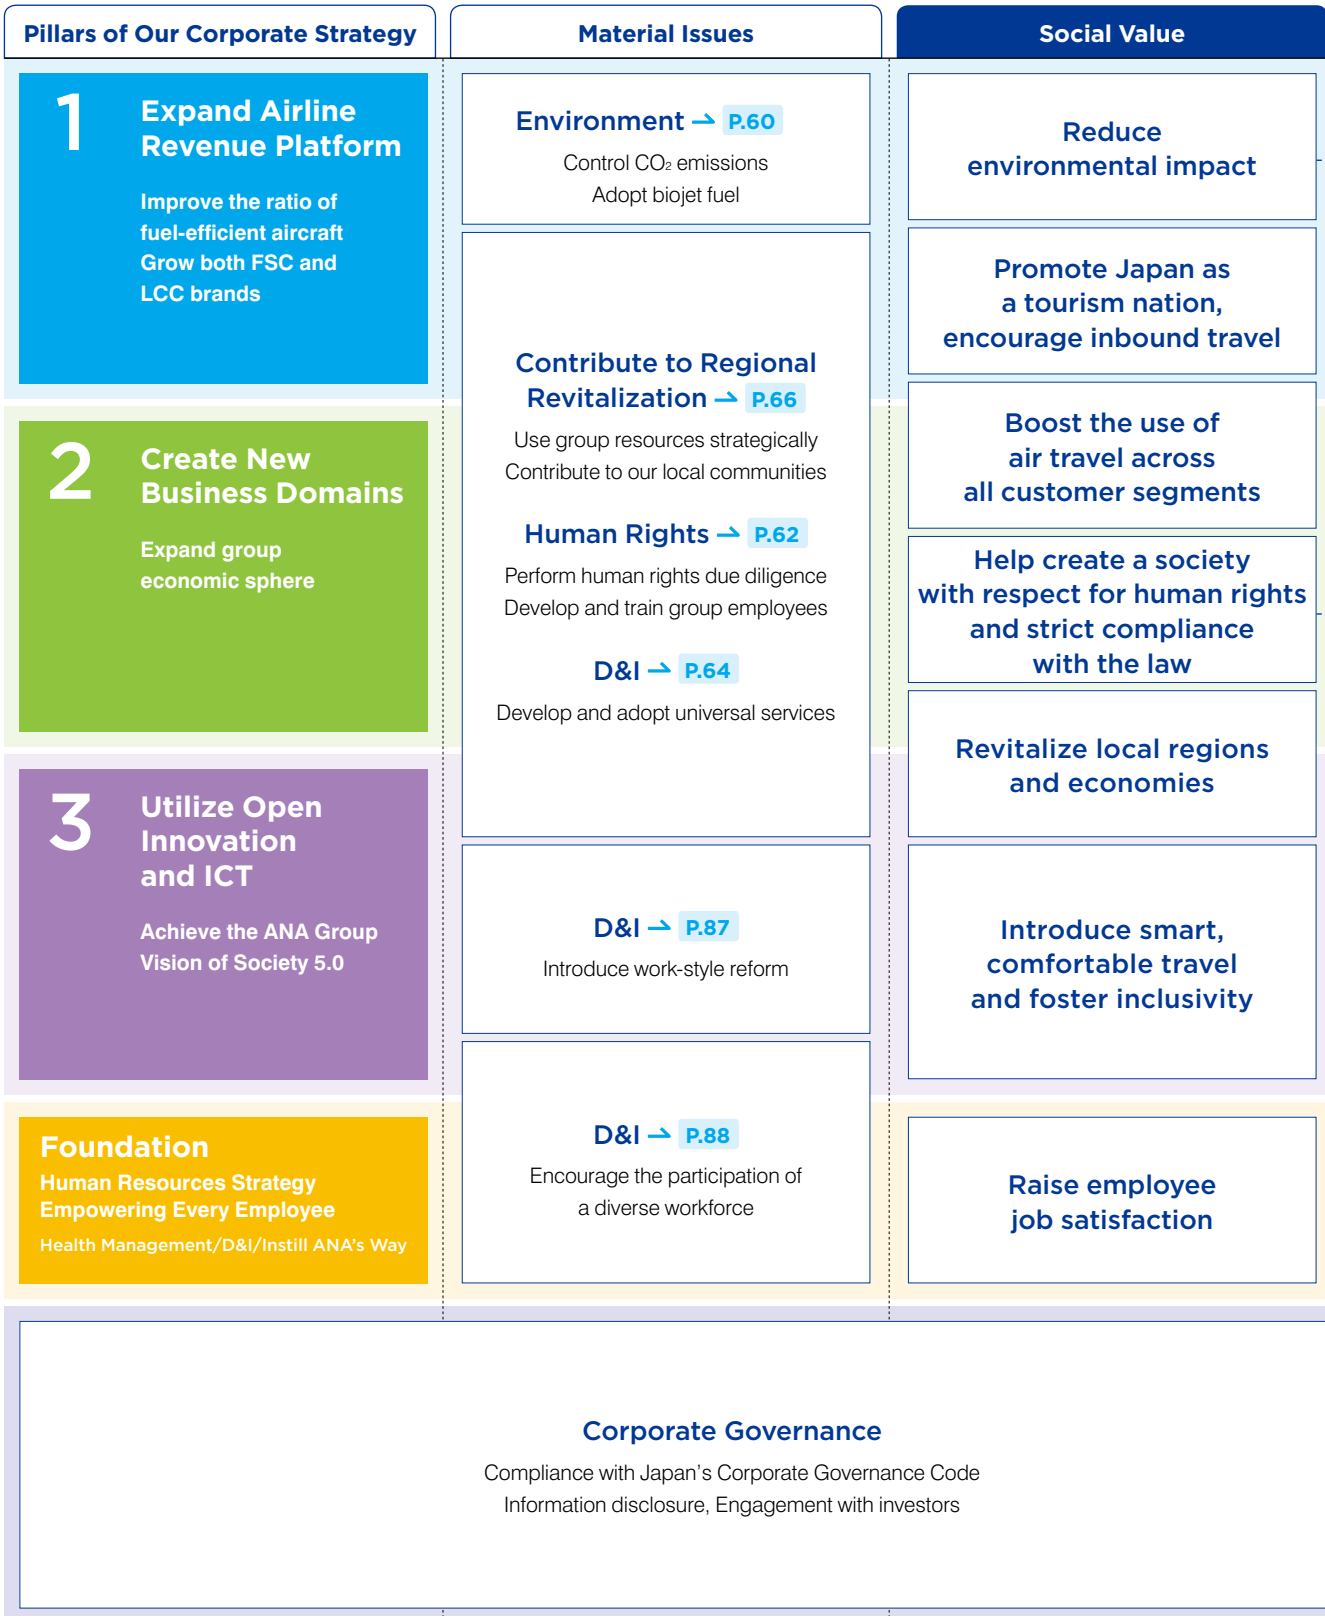 Pillars of Our Corporate Strategy
Material Issues
Social Value
1
Expand Airline
Revenue Platform
Improve the ratio of
fuel-efficient aircraft
Grow both FSC and
LCC brands
2
Create New
Business Domains
Expand group
economic sphere
3
Utilize Open
Innovation
and ICT
Achieve the ANA Group
Vision of Society 5.0
Foundation
Human Resources Strategy
Empowering Every Employee
Health Management/D&I/Instill ANA's Way
Environment → P.60
Control CO₂ emissions
Adopt biojet fuel
Contribute to Regional
Revitalization → P.66
Use group resources strategically
Contribute to our local communities
Human Rights → P.62
Perform human rights due diligence
Develop and train group employees
D&I → P.64
Develop and adopt universal services
D&I → P.87
Introduce work-style reform
D&I → P.88
Encourage the participation of
a diverse workforce
Reduce
environmental impact
Promote Japan as
a tourism nation,
encourage inbound travel
Boost the use of
air travel across
all customer segments
Help create a society
with respect for human rights
and strict compliance
with the law
Revitalize local regions
and economies
Introduce smart,
comfortable travel
and foster inclusivity
Raise employee
job satisfaction
Corporate Governance
Compliance with Japan's Corporate Governance Code
Information disclosure, Engagement with investors